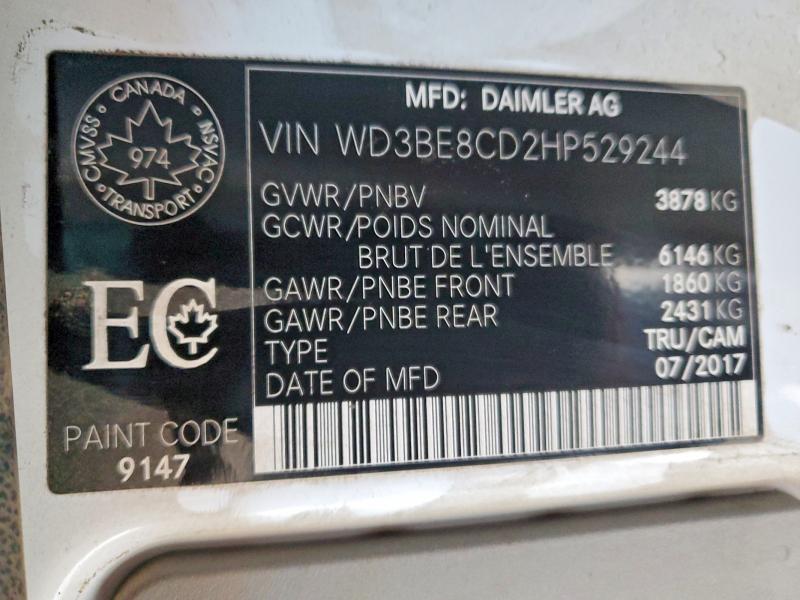 CANADA
CMVSS NSVAC
974
TRANSPORT
MFD: DAIMLER AG
VIN WD3BE8CD2HP529244
GVWR/PNBV 3878 KG
GCWR/POIDS NOMINAL
BRUT DE L'ENSEMBLE 6146 KG
GAWR/PNBE FRONT 1860 KG
GAWR/PNBE REAR 2431 KG
TYPE TRU/CAM
DATE OF MFD 07/2017
EC
PAINT CODE
9147